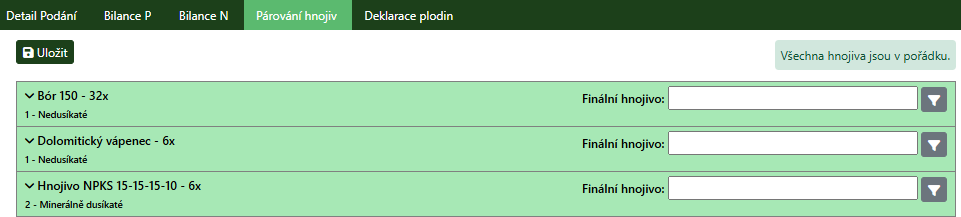 Detail Podání Bilance P Bilance N Párování hnojiv Deklarace plodin
Uložit
Všechna hnojiva jsou v pořádku.
Bór 150 - 32x
Finální hnojivo:
1 - Nedusíkaté
Dolomitický vápenec - 6x
Finální hnojivo:
1 - Nedusíkaté
Hnojivo NPKS 15-15-15-10 - 6x
Finální hnojivo:
2 - Minerálně dusíkaté